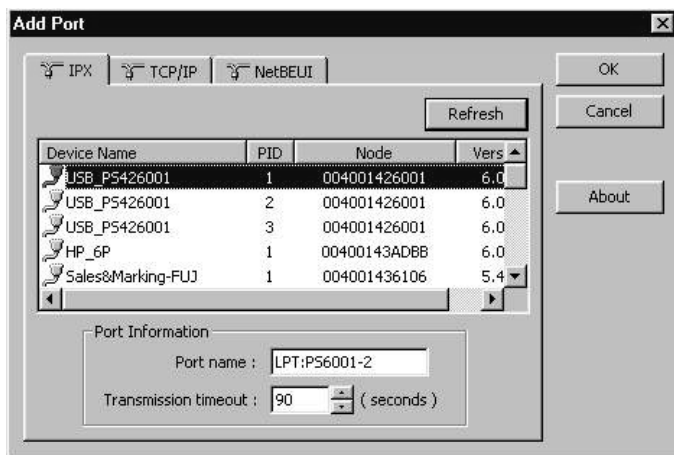 Add Port
IPX TCP/IP NetBEUI
OK
Refresh
Cancel
Device Name PID Node Vers
USB_PS426001 1 004001426001 6.0
USB_PS426001 2 004001426001 6.0
About
USB_PS426001 3 004001426001 6.0
HP_6P 1 00400143ADBB 6.0
Sales&Marking-FUJ 1 004001436106 5.4
Port Information
Port name : LPT:PS6001-2
Transmission timeout : 90 ( seconds )